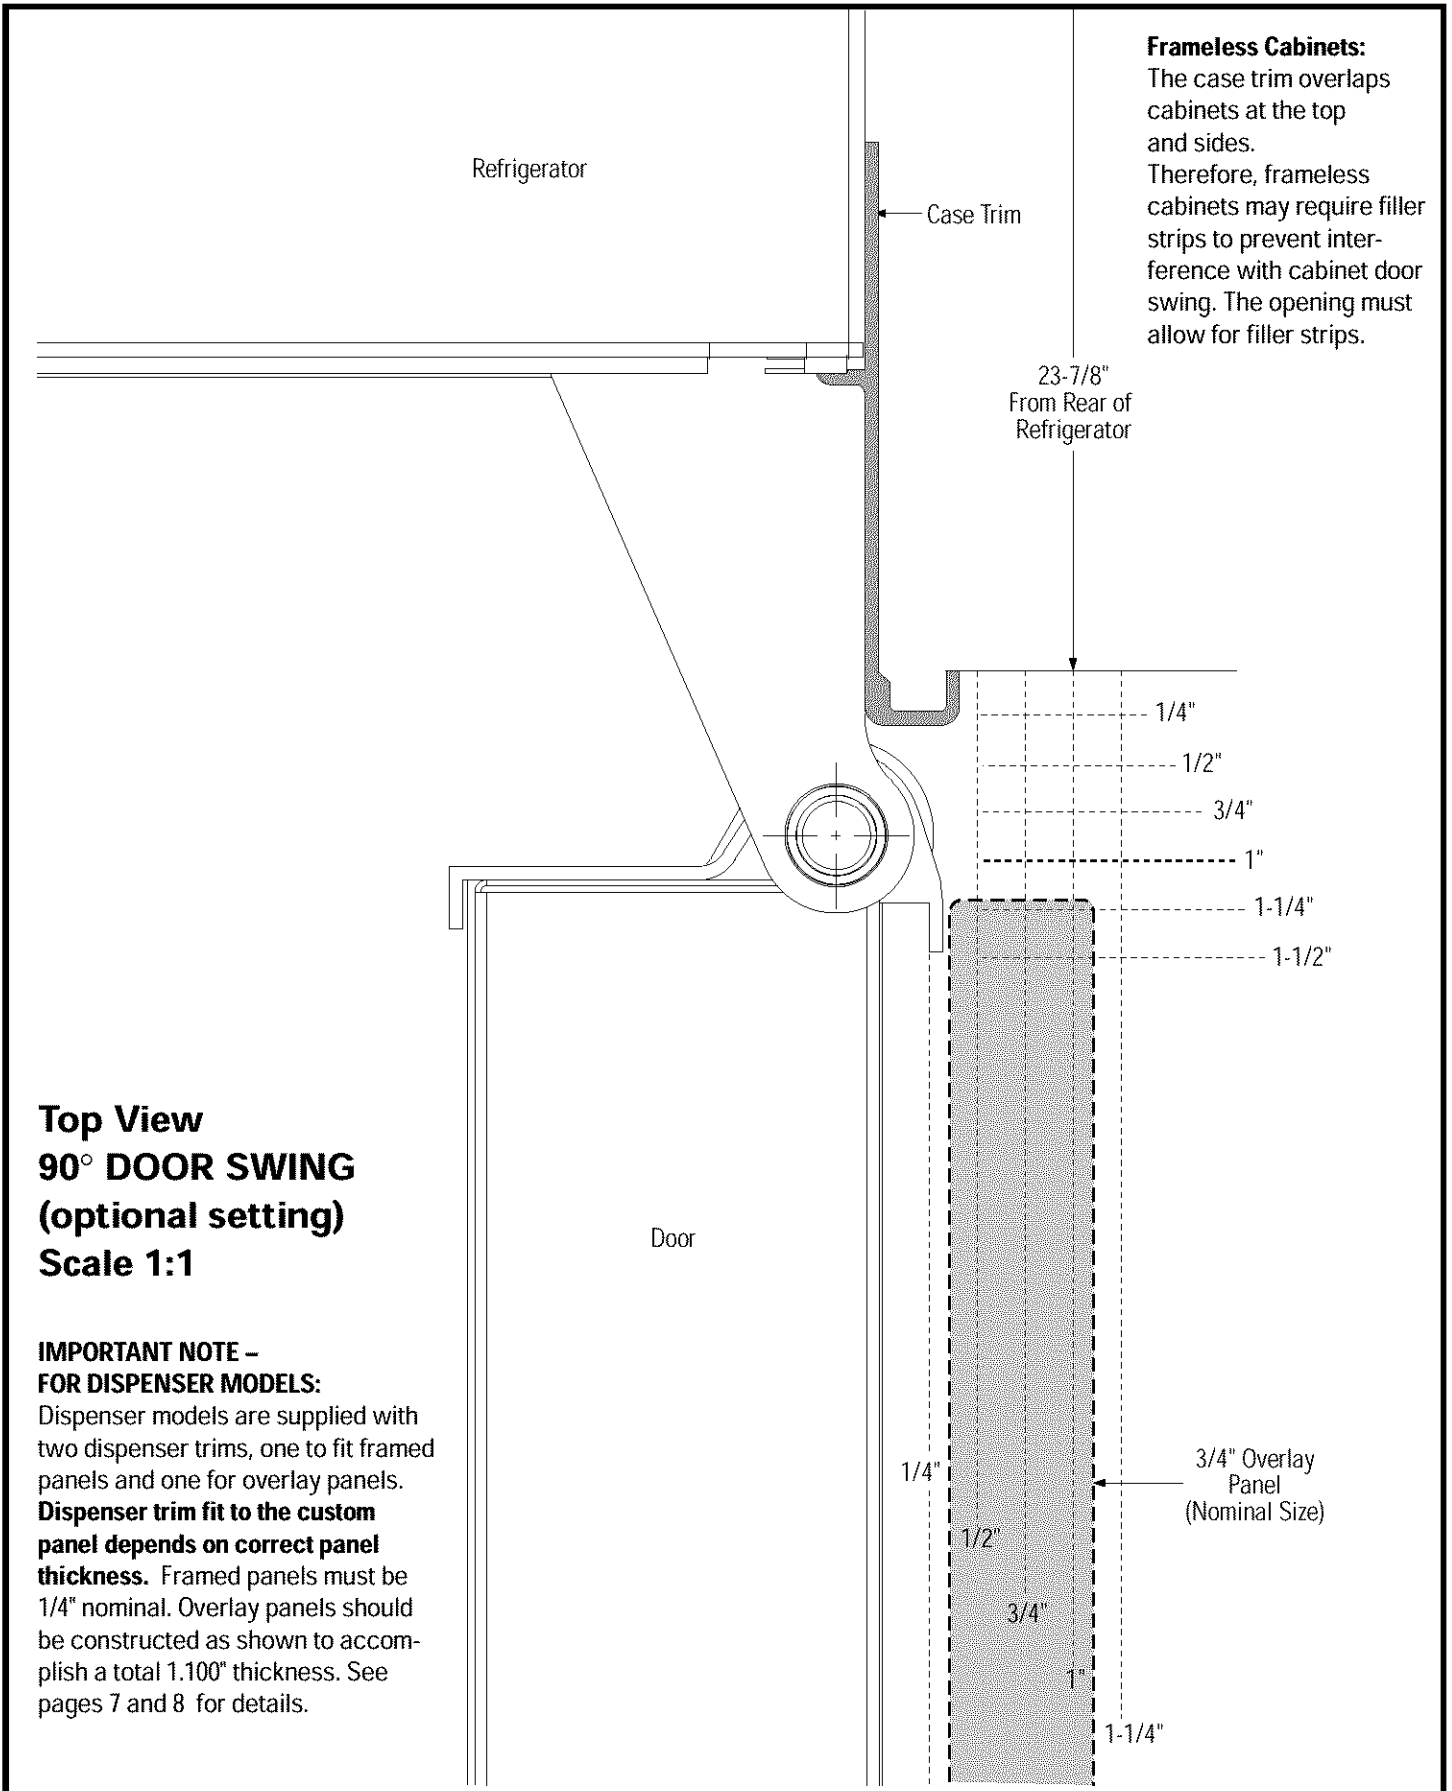 Frameless Cabinets:
The case trim overlaps
cabinets at the top
and sides.
Therefore, frameless
cabinets may require filler
strips to prevent inter-
ference with cabinet door
swing. The opening must
allow for filler strips.
Refrigerator
Case Trim
23-7/8"
From Rear of
Refrigerator
1/4"
1/2"
3/4"
1"
1-1/4"
1-1/2"
Top View
90° DOOR SWING
(optional setting)
Scale 1:1
Door
IMPORTANT NOTE –
FOR DISPENSER MODELS:
Dispenser models are supplied with
two dispenser trims, one to fit framed
panels and one for overlay panels.
Dispenser trim fit to the custom
panel depends on correct panel
thickness. Framed panels must be
1/4" nominal. Overlay panels should
be constructed as shown to accom-
plish a total 1.100" thickness. See
pages 7 and 8 for details.
3/4" Overlay
Panel
(Nominal Size)
1/4"
1/2"
3/4"
1"
1-1/4"